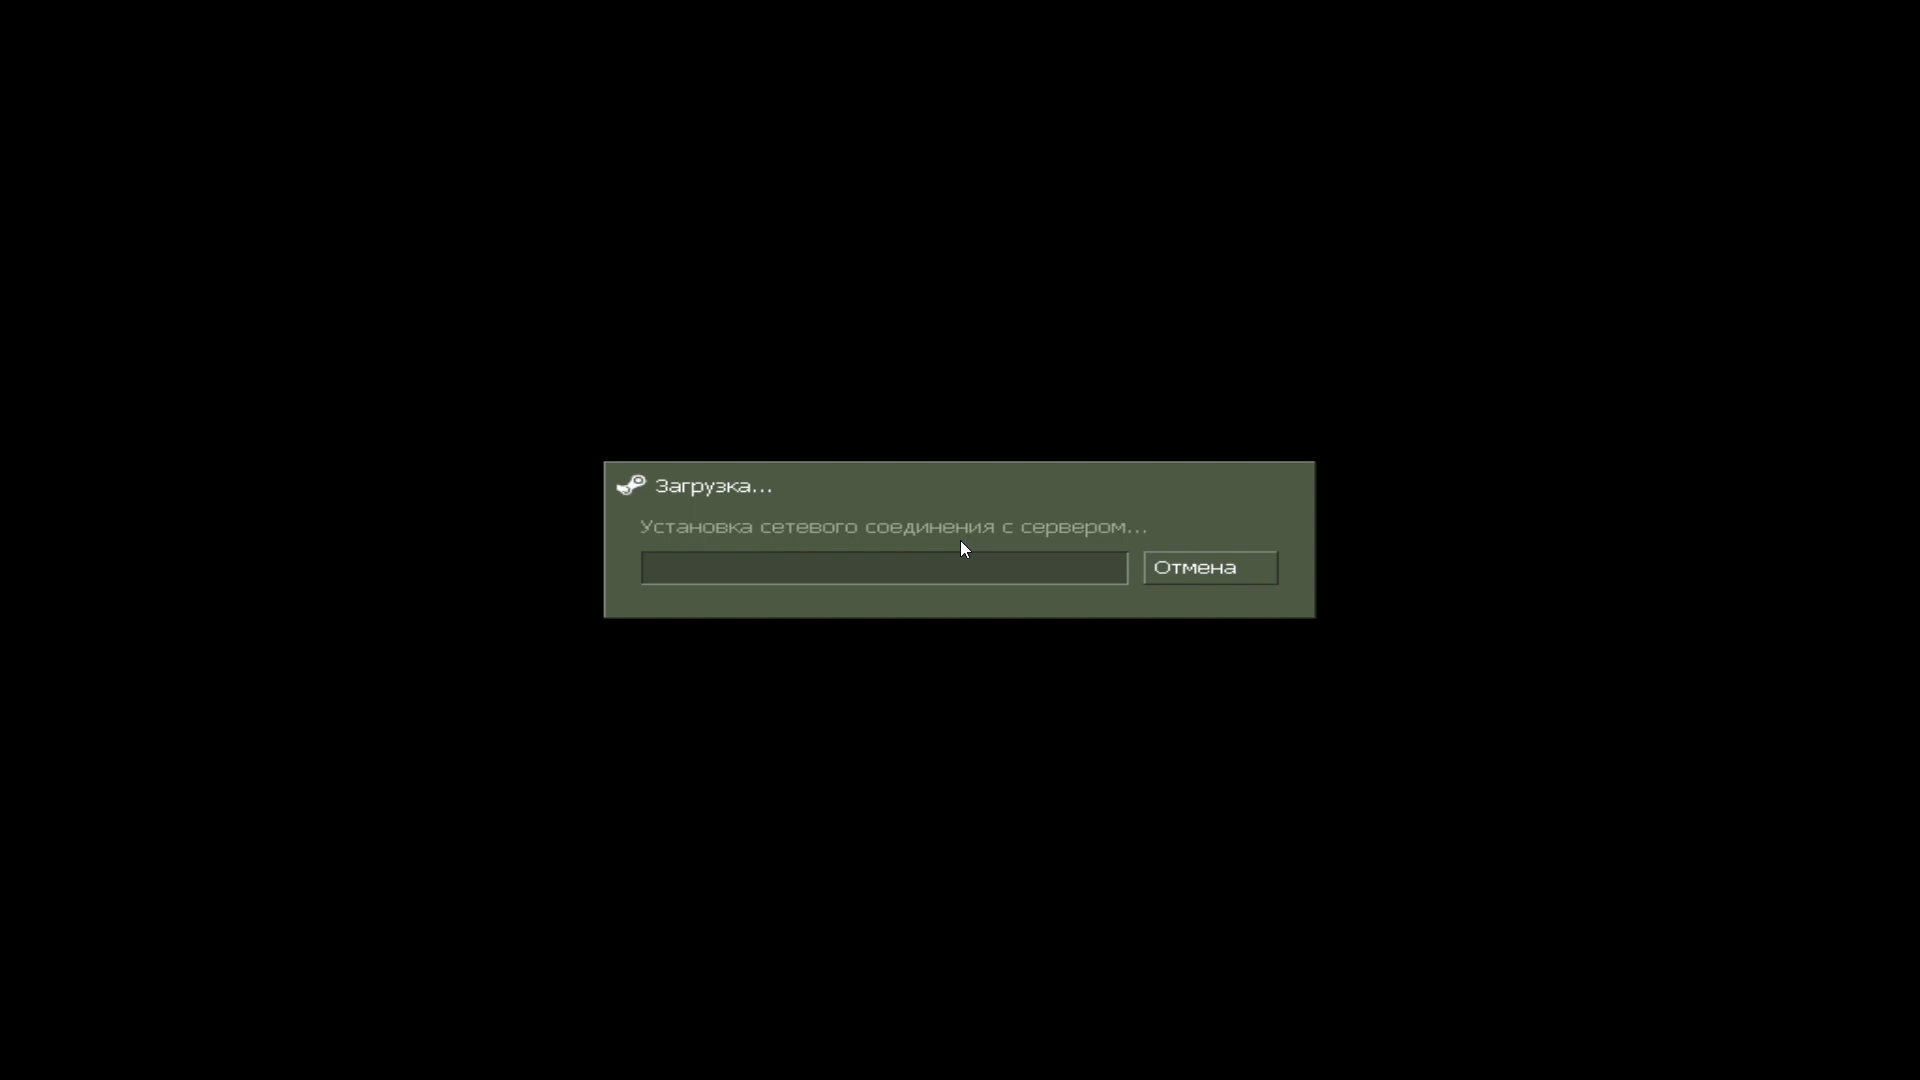 Загрузка...
Установка сетевого соединения с сервером...
Отмена